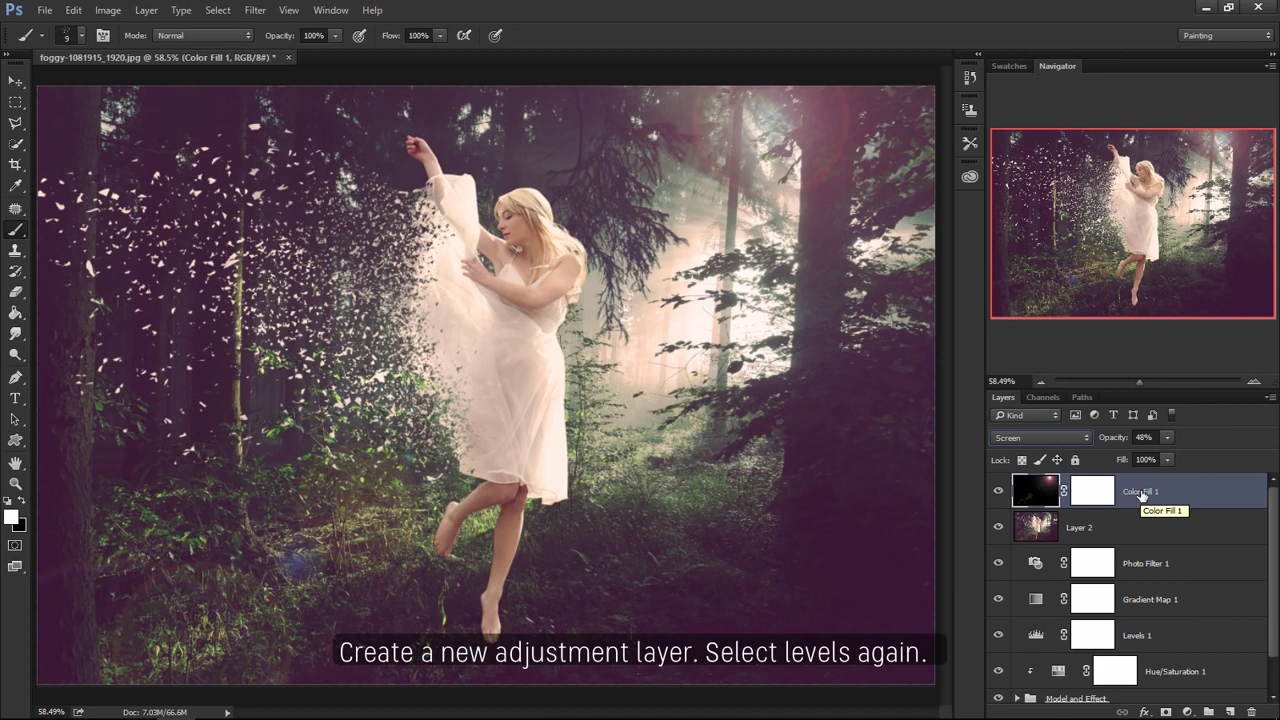 Ps File Edit Image Layer Type Select Filter View Window Help
9 Mode: Normal Opacity: 100% Flow: 100% Painting
foggy-1081915_1920.jpg @ 58.5% (Color Fill 1, RGB/8#) * ×
Swatches Navigator
58.49%
Layers Channels Paths
Kind
Screen Opacity: 48%
Lock: Fill: 100%
Color Fill 1
Color Fill 1
Layer 2
Photo Filter 1
Gradient Map 1
Levels 1
Create a new adjustment layer. Select levels again.
Hue/Saturation 1
Model and Effect
58.49% Doc: 7.03M/66.6M